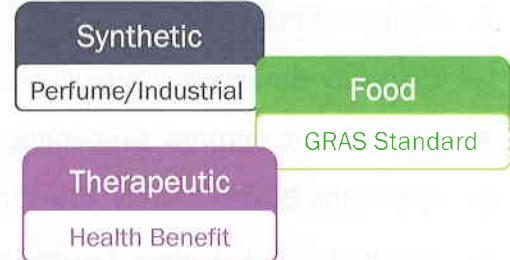 Synthetic
Perfume/Industrial
Food
GRAS Standard
Therapeutic
Health Benefit